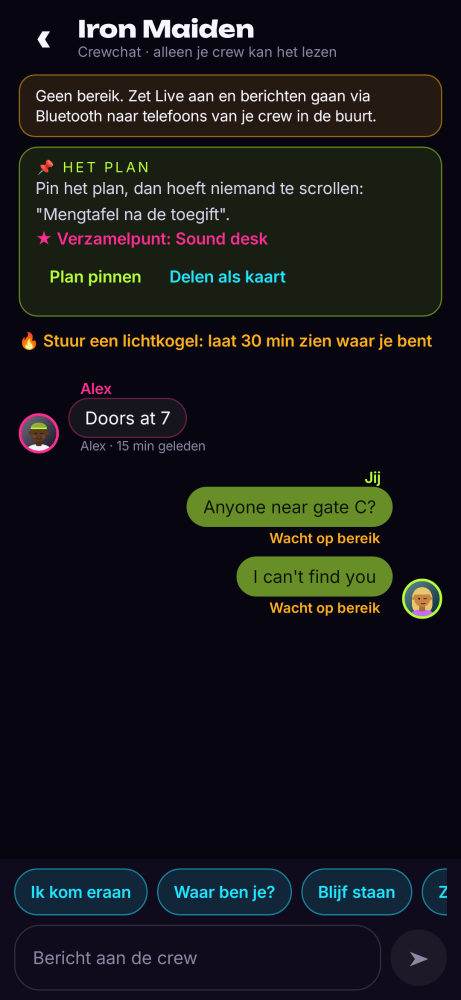 Iron Maiden
Crewchat · alleen je crew kan het lezen
Geen bereik. Zet Live aan en berichten gaan via
Bluetooth naar telefoons van je crew in de buurt.
📌 HET PLAN
Pin het plan, dan hoeft niemand te scrollen:
"Mengtafel na de toegift".
★ Verzamelpunt: Sound desk
Plan pinnen Delen als kaart
🔥 Stuur een lichtkogel: laat 30 min zien waar je bent
Alex
Doors at 7
Alex · 15 min geleden
Jij
Anyone near gate C?
Wacht op bereik
I can't find you
Wacht op bereik
Ik kom eraan Waar ben je? Blijf staan Z
Bericht aan de crew